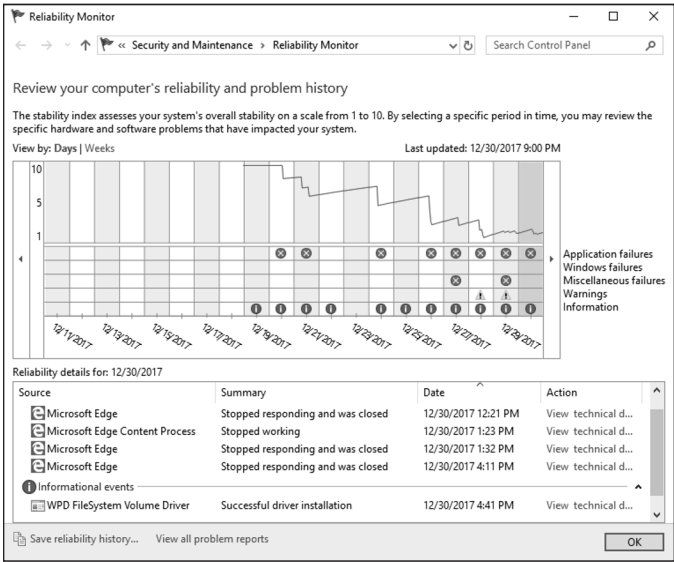 Reliability Monitor
« Security and Maintenance > Reliability Monitor
Search Control Panel
Review your computer's reliability and problem history
The stability index assesses your system's overall stability on a scale from 1 to 10. By selecting a specific period in time, you may review the
specific hardware and software problems that have impacted your system.
View by: Days | Weeks
Last updated: 12/30/2017 9:00 PM
10
5
1
Application failures
Windows failures
Miscellaneous failures
Warnings
Information
12/11/2017 12/13/2017 12/15/2017 12/17/2017 12/19/2017 12/21/2017 12/23/2017 12/25/2017 12/27/2017 12/29/2017
Reliability details for: 12/30/2017
Source Summary Date Action
Microsoft Edge Stopped responding and was closed 12/30/2017 12:21 PM View technical d...
Microsoft Edge Content Process Stopped working 12/30/2017 1:23 PM View technical d...
Microsoft Edge Stopped responding and was closed 12/30/2017 1:32 PM View technical d...
Microsoft Edge Stopped responding and was closed 12/30/2017 4:11 PM View technical d...
Informational events
WPD FileSystem Volume Driver Successful driver installation 12/30/2017 4:41 PM View technical d...
Save reliability history... View all problem reports
OK